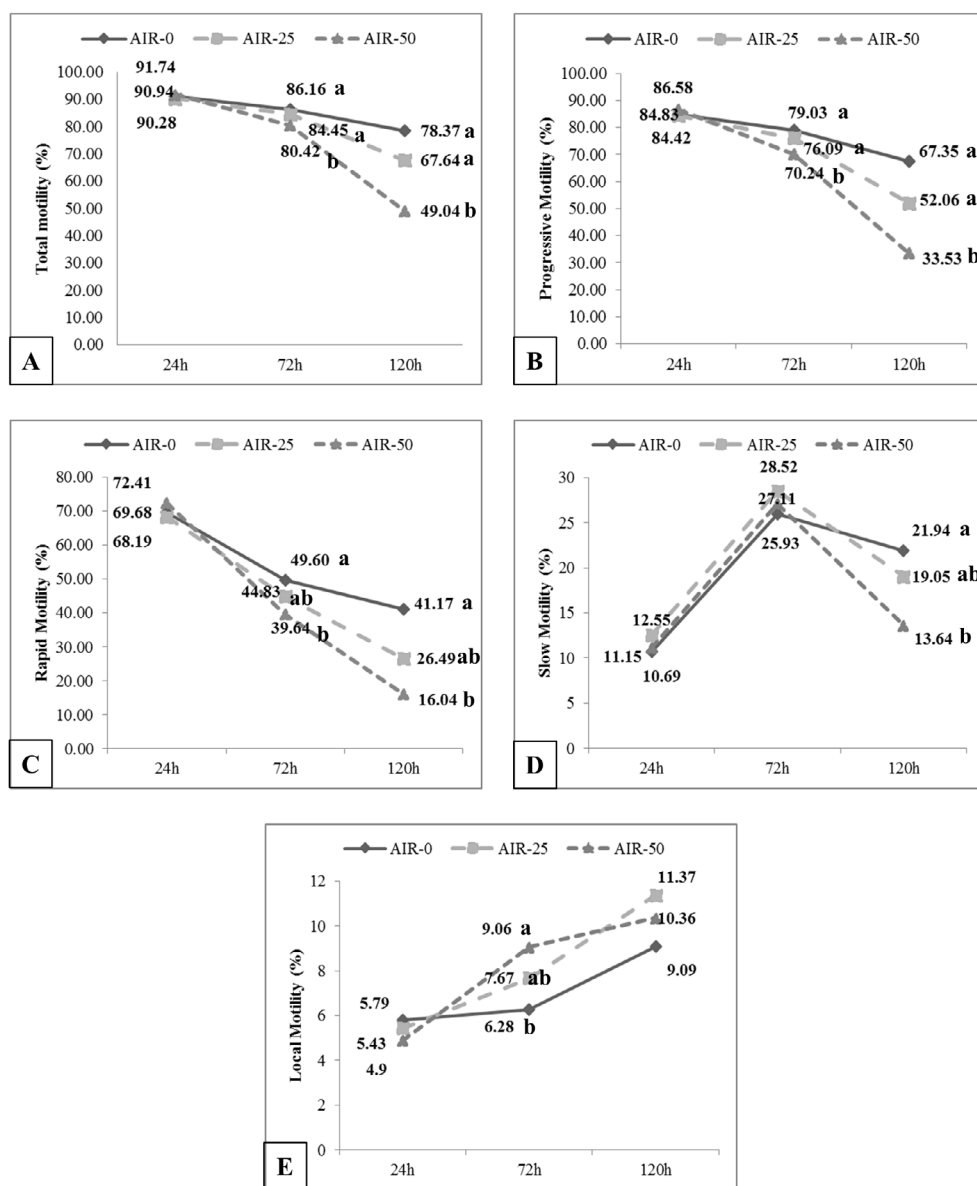 AIR-0 AIR-25 AIR-50
Total motility (%)
100.00
90.00
80.00
70.00
60.00
50.00
40.00
30.00
20.00
10.00
0.00
91.74
90.94
90.28
86.16 a
84.45 a
80.42
b
78.37 a
67.64 a
49.04 b
24h 72h 120h
A
AIR-0 AIR-25 AIR-50
Progressive Motility (%)
100.00
90.00
80.00
70.00
60.00
50.00
40.00
30.00
20.00
10.00
0.00
86.58
84.83
84.42
79.03 a
76.09 a
70.24 b
67.35 a
52.06 a
33.53 b
24h 72h 120h
B
AIR-0 AIR-25 AIR-50
Rapid Motility (%)
80.00
70.00
60.00
50.00
40.00
30.00
20.00
10.00
0.00
72.41
69.68
68.19
49.60 a
44.83 ab
39.64 b
41.17 a
26.49 ab
16.04 b
24h 72h 120h
C
AIR-0 AIR-25 AIR-50
Slow Motility (%)
30
25
20
15
10
5
0
12.55
11.15
10.69
28.52
27.11
25.93
21.94 a
19.05 ab
13.64 b
24h 72h 120h
D
AIR-0 AIR-25 AIR-50
Local Motility (%)
12
10
8
6
4
2
0
5.79
5.43
4.9
9.06 a
7.67 ab
6.28 b
11.37
10.36
9.09
24h 72h 120h
E